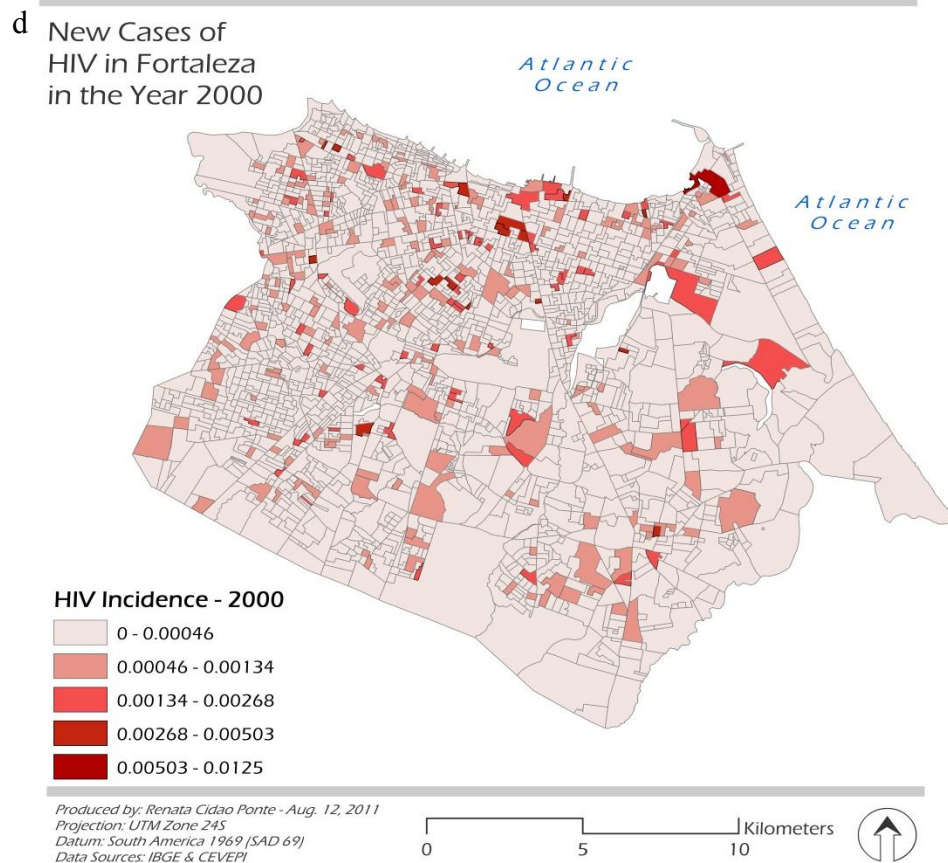 d
New Cases of
HIV in Fortaleza
in the Year 2000
Atlantic
Ocean
Atlantic
Ocean
HIV Incidence - 2000
0 - 0.00046
0.00046 - 0.00134
0.00134 - 0.00268
0.00268 - 0.00503
0.00503 - 0.0125
Produced by: Renata Cidao Ponte - Aug. 12, 2011
Projection: UTM Zone 24S
Datum: South America 1969 (SAD 69)
Data Sources: IBGE & CEVEPI
Kilometers
0 5 10